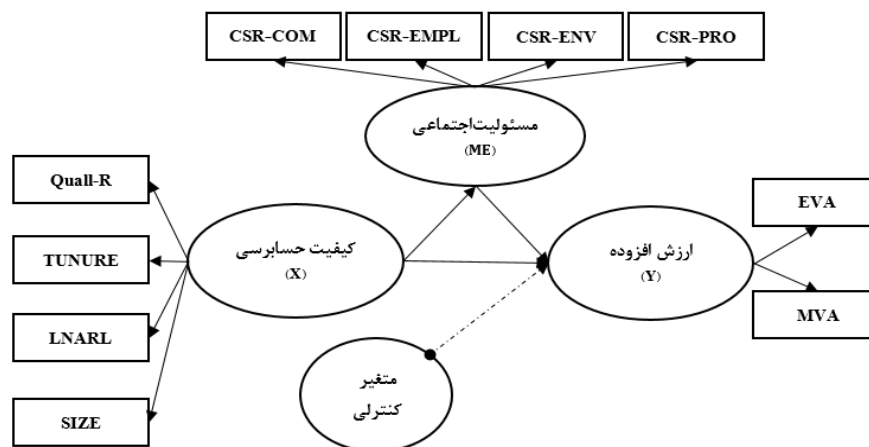 CSR-COM
CSR-EMPL
CSR-ENV
CSR-PRO
مسئولیت‌اجتماعی
(ME)
Quall-R
TUNURE
LNARL
SIZE
کیفیت حسابرسی
(X)
ارزش افزوده
(Y)
EVA
MVA
متغیر
کنترلی